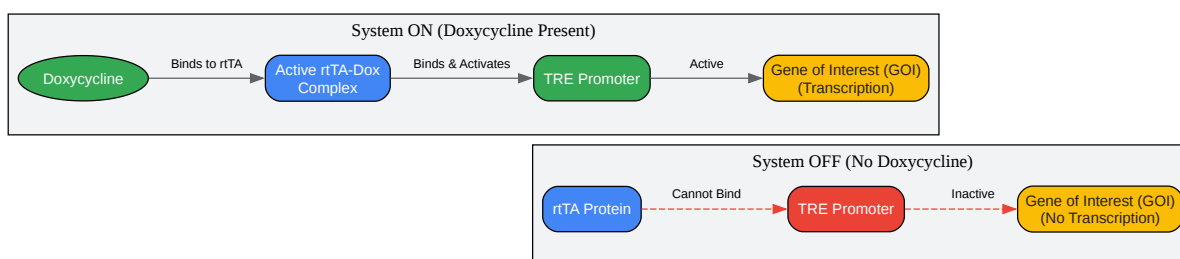 System ON (Doxycycline Present)
Doxycycline
Binds to rtTA
Active rtTA-Dox
Complex
Binds & Activates
TRE Promoter
Active
Gene of Interest (GOI)
(Transcription)
System OFF (No Doxycycline)
rtTA Protein
Cannot Bind
TRE Promoter
Inactive
Gene of Interest (GOI)
(No Transcription)